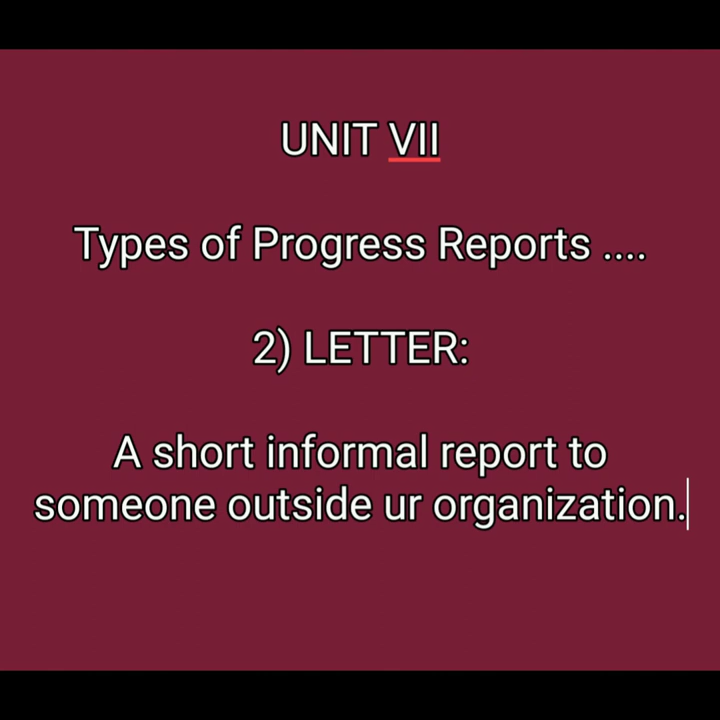 UNIT VII
Types of Progress Reports ....
2) LETTER:
A short informal report to
someone outside ur organization.